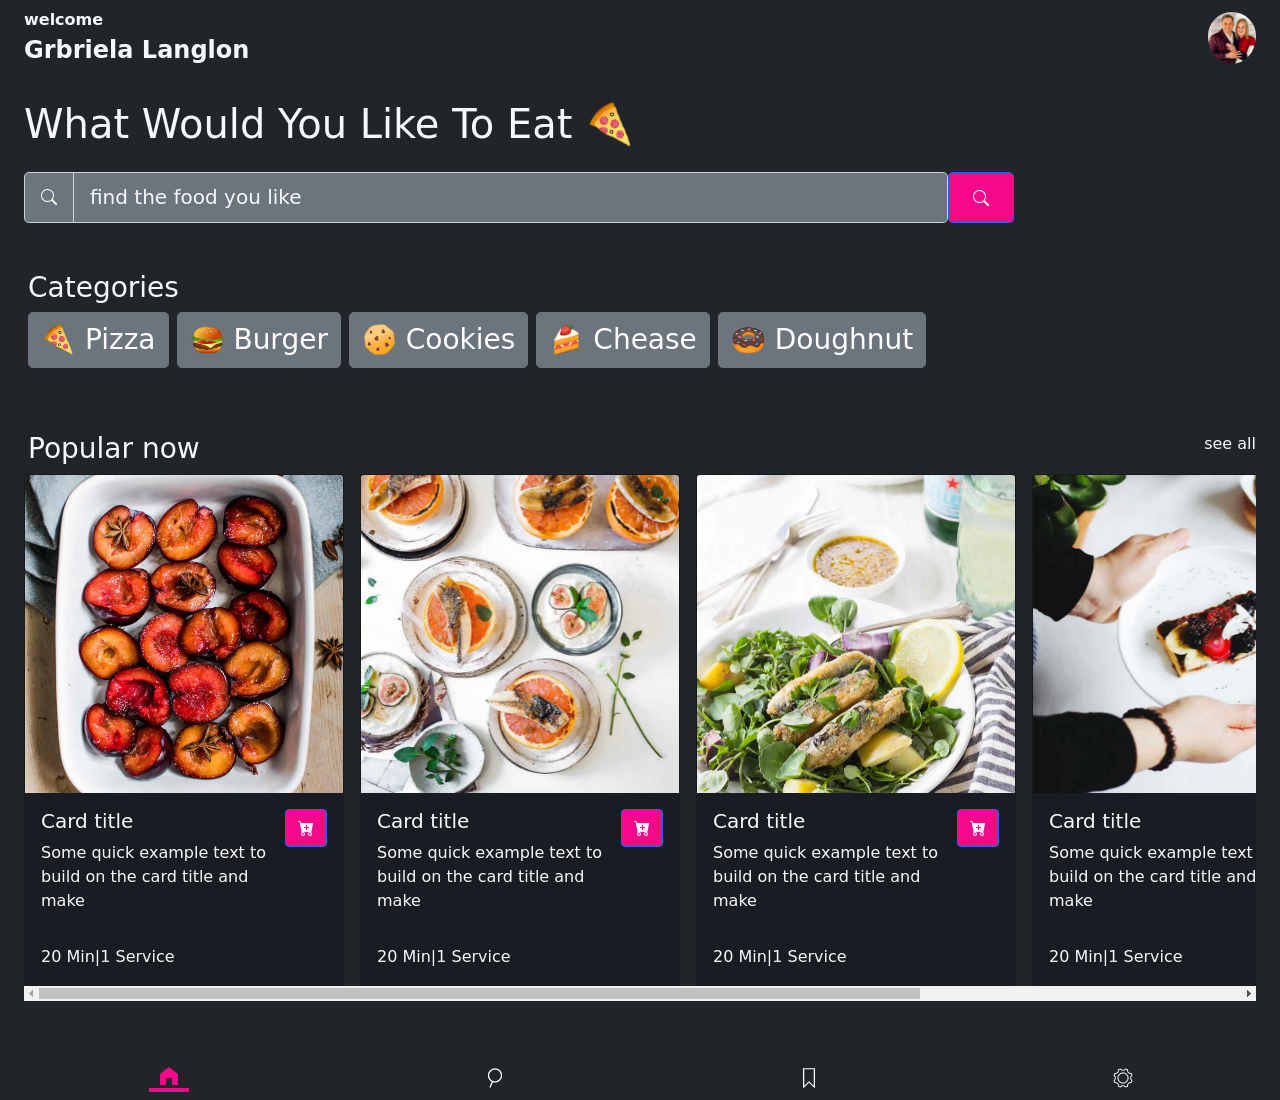 welcome
Grbriela Langlon
What Would You Like To Eat 🍕
find the food you like
Categories
🍕 Pizza
🍔 Burger
🍪 Cookies
🍰 Chease
🍩 Doughnut
Popular now
see all
Card title
Some quick example text to
build on the card title and
make
20 Min|1 Service
Card title
Some quick example text to
build on the card title and
make
20 Min|1 Service
Card title
Some quick example text to
build on the card title and
make
20 Min|1 Service
Card title
Some quick example text
build on the card title and
make
20 Min|1 Service